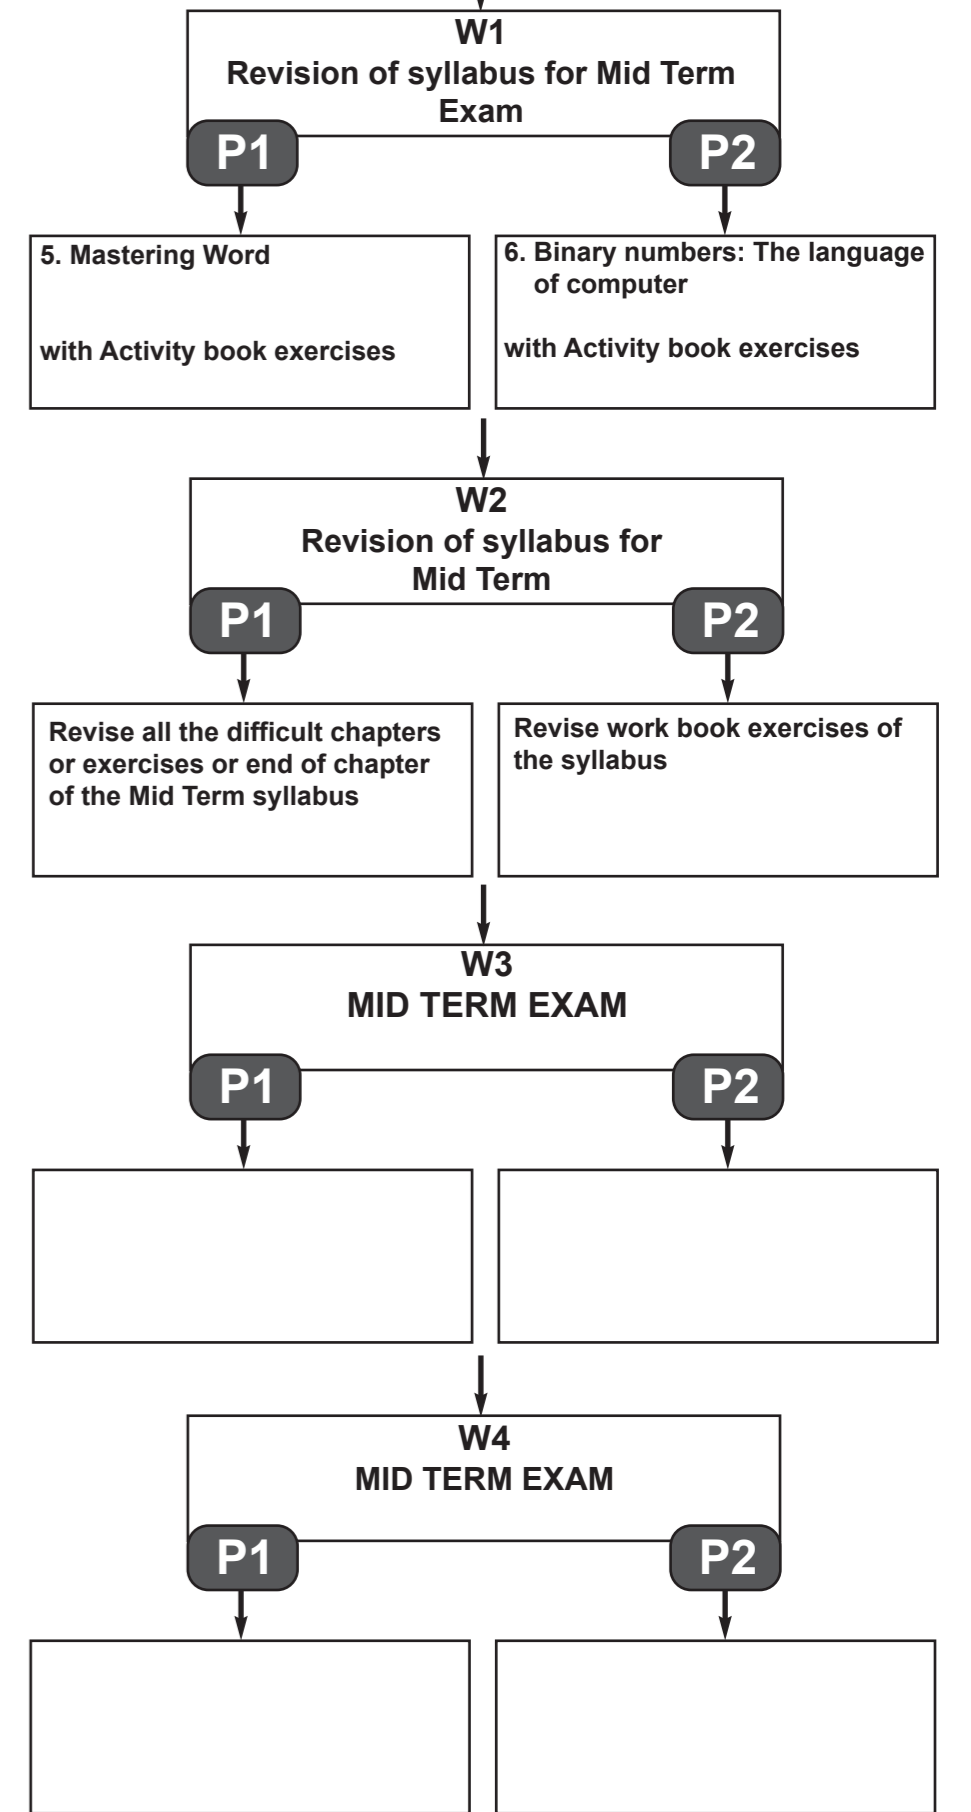 W1
Revision of syllabus for Mid Term
Exam
P1
P2
5. Mastering Word
with Activity book exercises
6. Binary numbers: The language
of computer
with Activity book exercises
W2
Revision of syllabus for
Mid Term
P1
P2
Revise all the difficult chapters
or exercises or end of chapter
of the Mid Term syllabus
Revise work book exercises of
the syllabus
W3
MID TERM EXAM
P1
P2
W4
MID TERM EXAM
P1
P2